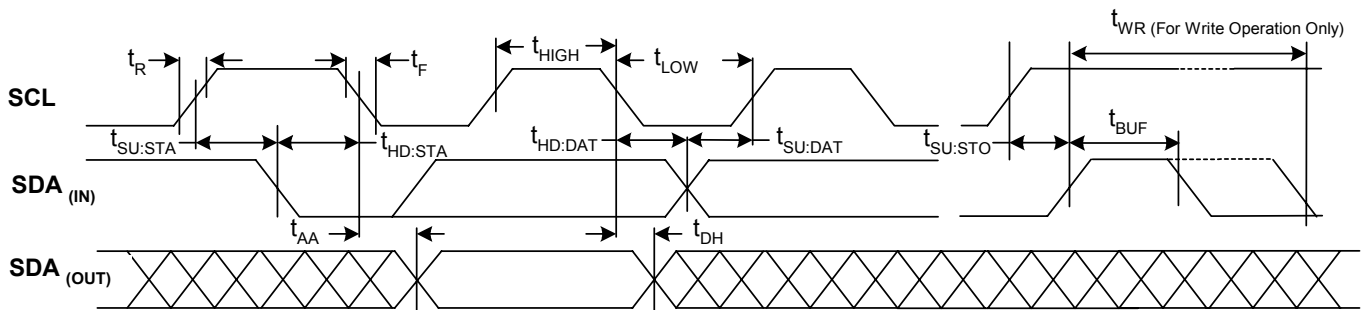 tWR (For Write Operation Only)
tR
tF
tHIGH
tLOW
SCL
tSU:STA
tHD:STA
tHD:DAT
tSU:DAT
tSU:STO
tBUF
SDA (IN)
tAA
tDH
SDA (OUT)